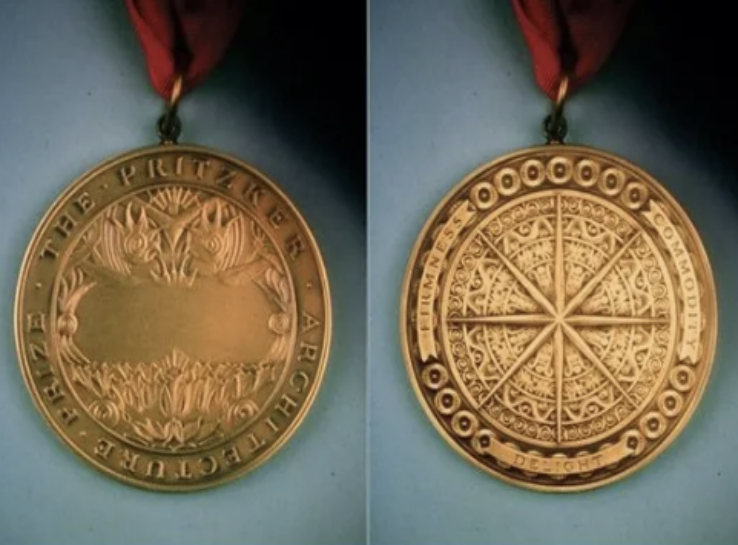 THE · PRITZKER · ARCHITECTURE · PRIZE ·
FIRMNESS
COMMODITY
DELIGHT